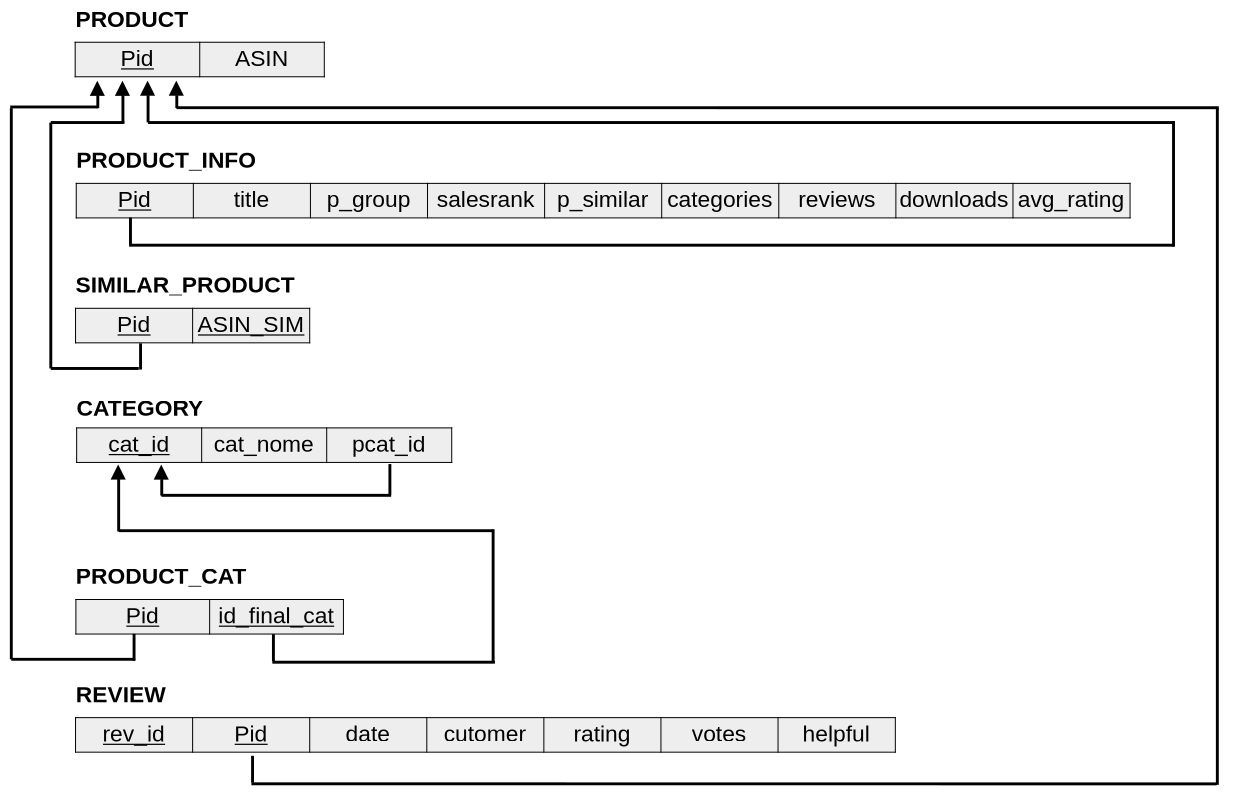 PRODUCT
Pid ASIN
PRODUCT_INFO
Pid title p_group salesrank p_similar categories reviews downloads avg_rating
SIMILAR_PRODUCT
Pid ASIN_SIM
CATEGORY
cat_id cat_nome pcat_id
PRODUCT_CAT
Pid id_final_cat
REVIEW
rev_id Pid date cutomer rating votes helpful